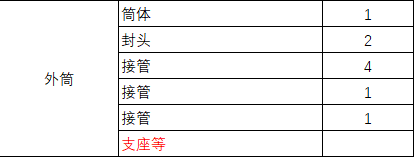 外筒
筒体 1
封头 2
接管 4
接管 1
接管 1
支座等